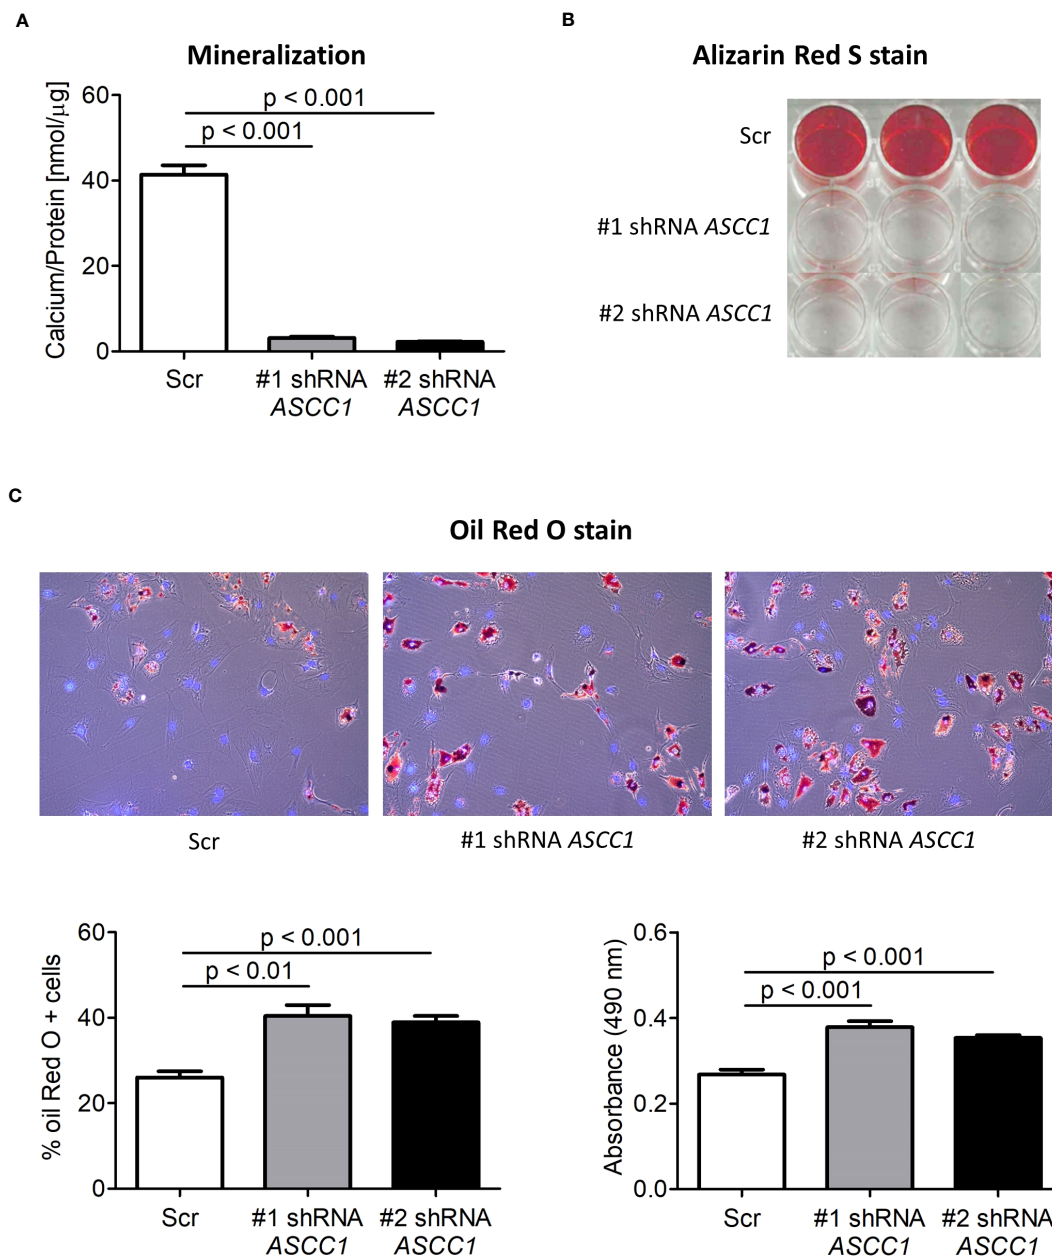 A
Mineralization
Calcium/Protein [nmol/µg]
60
40
20
0
p < 0.001
p < 0.001
Scr
#1 shRNA
ASCC1
#2 shRNA
ASCC1
B
Alizarin Red S stain
Scr
#1 shRNA ASCC1
#2 shRNA ASCC1
C
Oil Red O stain
Scr
#1 shRNA ASCC1
#2 shRNA ASCC1
% oil Red O + cells
60
40
20
0
p < 0.001
p < 0.01
Scr
#1 shRNA
ASCC1
#2 shRNA
ASCC1
Absorbance (490 nm)
0.6
0.4
0.2
0.0
p < 0.001
p < 0.001
Scr
#1 shRNA
ASCC1
#2 shRNA
ASCC1